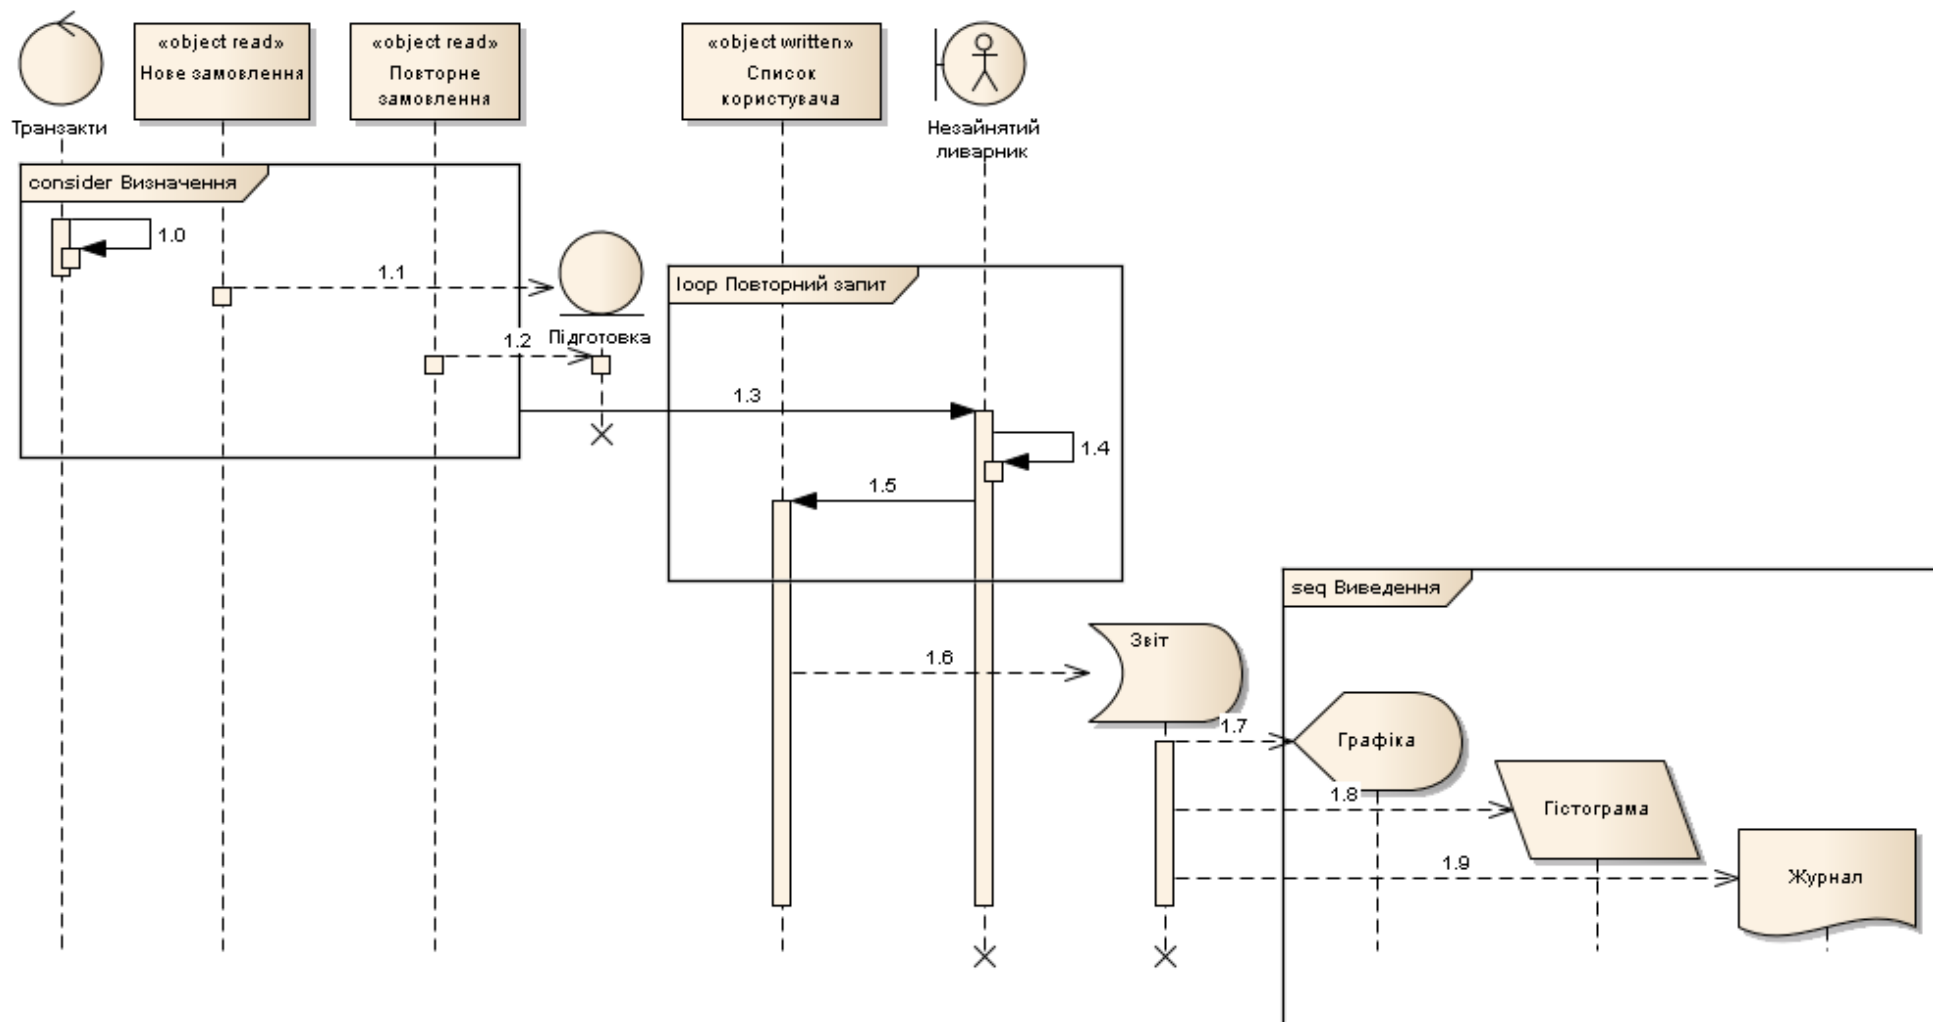 «object read»
Нове замовлення
«object read»
Повторне
замовлення
«object written»
Список
користувача
Транзакти
Незайнятий
ливарник
consider Визначення
1.0
1.1
loop Повторний запит
Підготовка
1.2
1.3
1.4
1.5
seq Виведення
Звіт
1.6
1.7
Графіка
1.8
Гістограма
1.9
Журнал